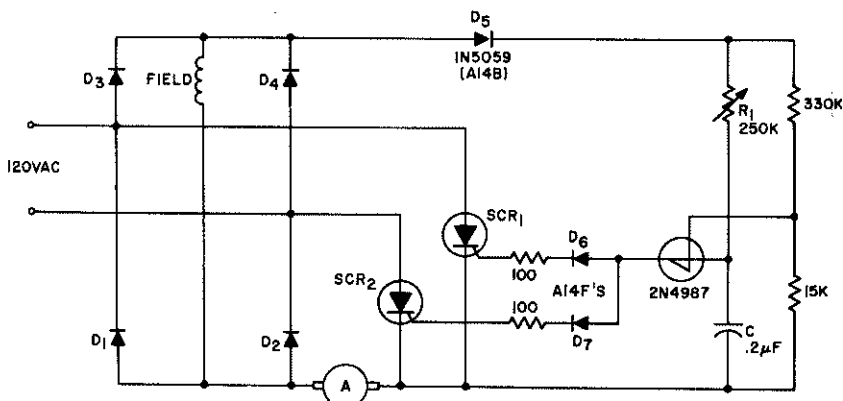 D5
1N5059
(A14B)
D3
FIELD
D4
R1
250K
330K
120VAC
SCR1
D6
100
A14F'S
2N4987
15K
SCR2
100
D7
C
.2μF
D1
D2
A